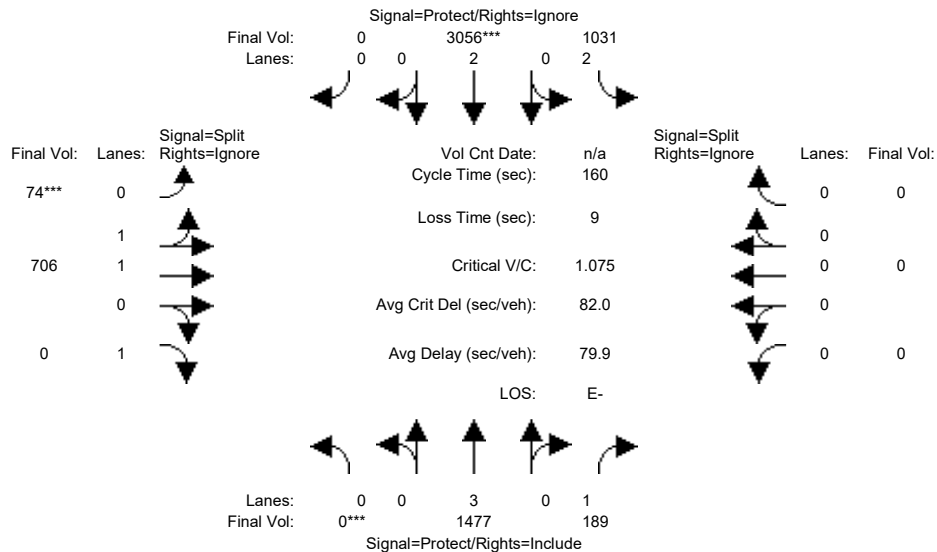 Signal=Protect/Rights=Ignore
Final Vol: 0 3056*** 1031
Lanes: 0 0 2 0 2
Signal=Split
Final Vol: Lanes: Rights=Ignore
Vol Cnt Date: n/a
Signal=Split
Rights=Ignore Lanes: Final Vol:
Cycle Time (sec): 160
74*** 0
0 0
Loss Time (sec): 9
1
0
706 1
Critical V/C: 1.075
0 0
0
Avg Crit Del (sec/veh): 82.0
0
0 1
Avg Delay (sec/veh): 79.9
0 0
LOS: E-
Lanes: 0 0 3 0 1
Final Vol: 0*** 1477 189
Signal=Protect/Rights=Include